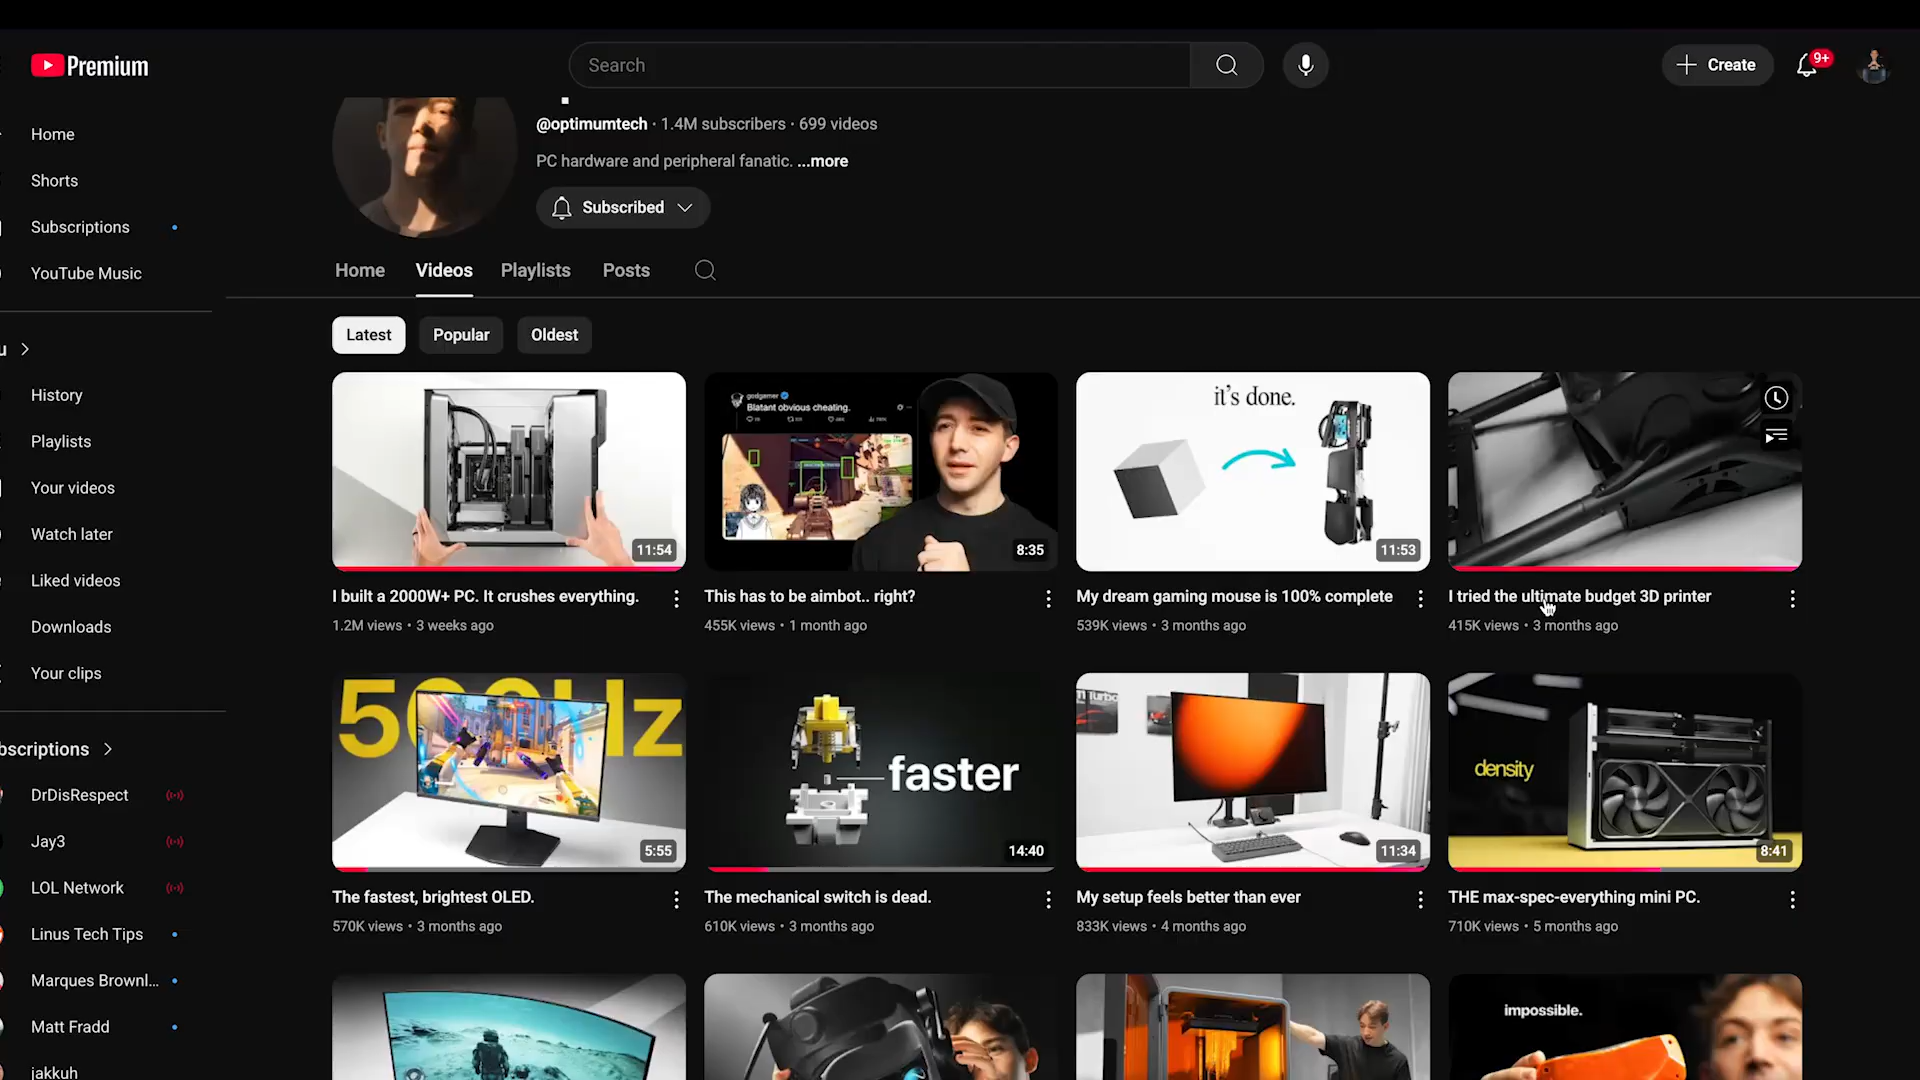 Premium
Search
Create
9+
Home
Shorts
Subscriptions
YouTube Music
u
History
Playlists
Your videos
Watch later
Liked videos
Downloads
Your clips
bscriptions
DrDisRespect
Jay3
LOL Network
Linus Tech Tips
Marques Brownl...
Matt Fradd
jakkuh
@optimumtech · 1.4M subscribers · 699 videos
PC hardware and peripheral fanatic. ...more
Subscribed
Home Videos Playlists Posts
Latest Popular Oldest
11:54
I built a 2000W+ PC. It crushes everything.
1.2M views · 3 weeks ago
godgamer
Blatant obvious cheating.
8:35
This has to be aimbot.. right?
455K views · 1 month ago
it's done.
11:53
My dream gaming mouse is 100% complete
539K views · 3 months ago
I tried the ultimate budget 3D printer
415K views · 3 months ago
500Hz
5:55
The fastest, brightest OLED.
570K views · 3 months ago
faster
14:40
The mechanical switch is dead.
610K views · 3 months ago
11:34
My setup feels better than ever
833K views · 4 months ago
density
8:41
THE max-spec-everything mini PC.
710K views · 5 months ago
impossible.